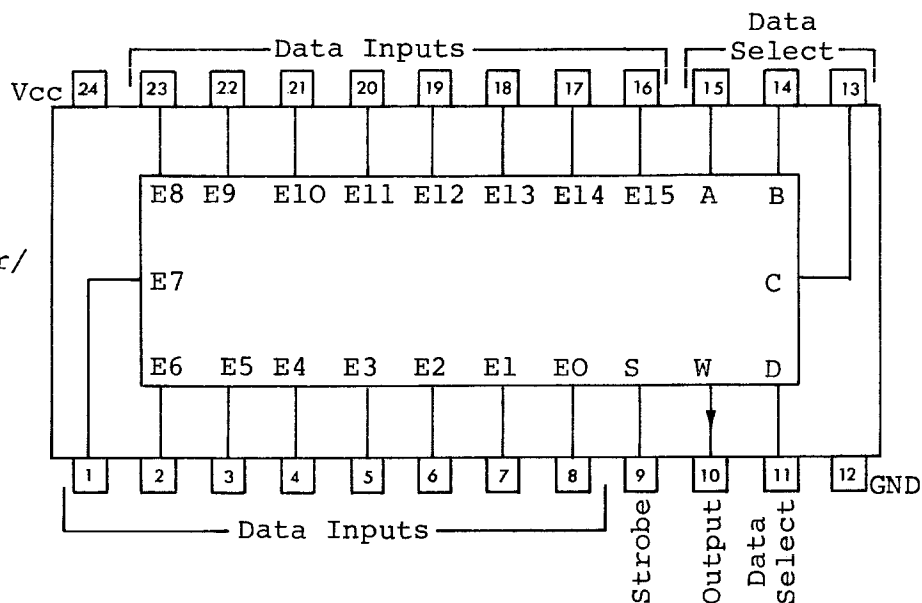 Data Inputs
Data
Select
Vcc 24 23 22 21 20 19 18 17 16 15 14 13
E8 E9 E10 E11 E12 E13 E14 E15 A B
r/
E7 C
E6 E5 E4 E3 E2 E1 E0 S W D
1 2 3 4 5 6 7 8 9 10 11 12 GND
Data Inputs
Strobe
Output
Data
Select